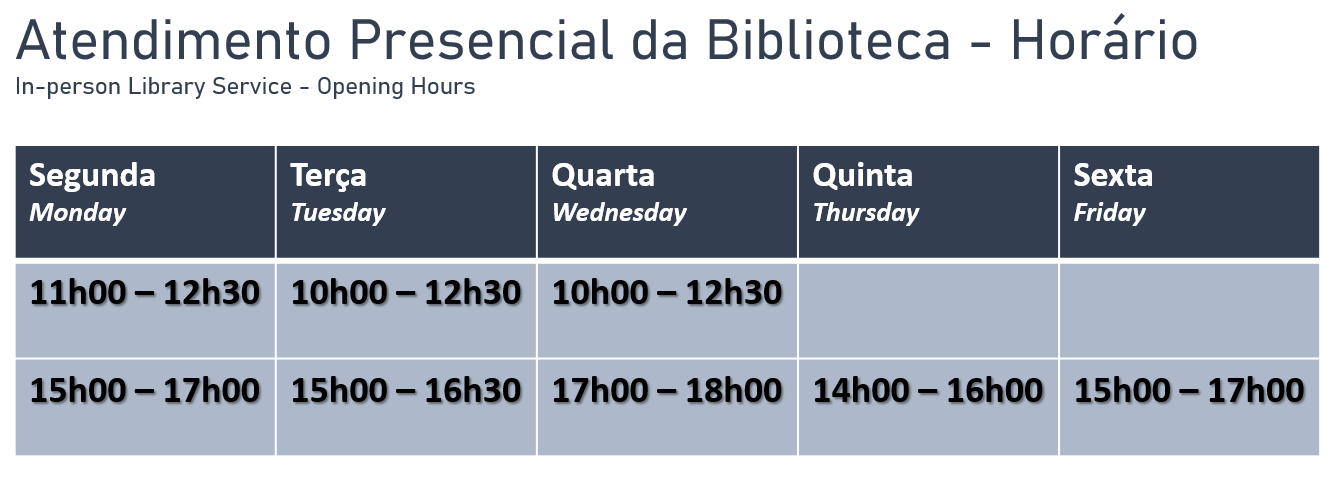 Atendimento Presencial da Biblioteca - Horário
In-person Library Service - Opening Hours
Segunda Terça Quarta Quinta Sexta
Monday Tuesday Wednesday Thursday Friday
11h00 – 12h30 10h00 – 12h30 10h00 – 12h30
15h00 – 17h00 15h00 – 16h30 17h00 – 18h00 14h00 – 16h00 15h00 – 17h00